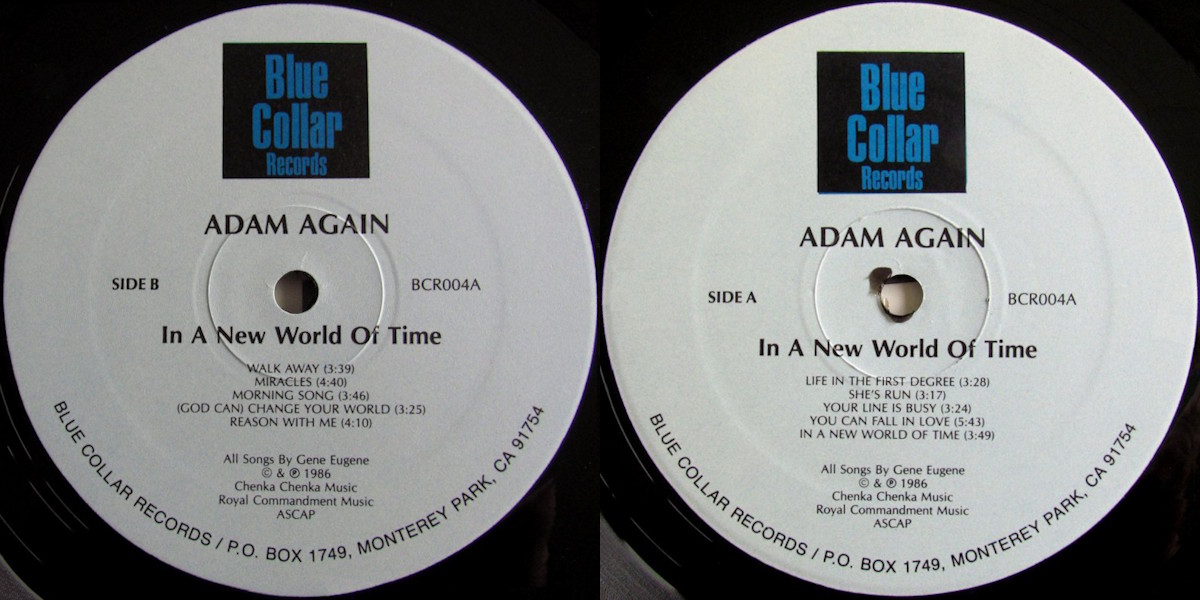 Blue
Collar
Records
ADAM AGAIN
SIDE B
BCR004A
In A New World Of Time
WALK AWAY (3:39)
MIRACLES (4:40)
MORNING SONG (3:46)
(GOD CAN) CHANGE YOUR WORLD (3:25)
REASON WITH ME (4:10)
All Songs By Gene Eugene
© & ℗ 1986
Chenka Chenka Music
Royal Commandment Music
ASCAP
BLUE COLLAR RECORDS / P.O. BOX 1749, MONTEREY PARK, CA 91754
Blue
Collar
Records
ADAM AGAIN
SIDE A
BCR004A
In A New World Of Time
LIFE IN THE FIRST DEGREE (3:28)
SHE'S RUN (3:17)
YOUR LINE IS BUSY (3:24)
YOU CAN FALL IN LOVE (5:43)
IN A NEW WORLD OF TIME (3:49)
All Songs By Gene Eugene
© & ℗ 1986
Chenka Chenka Music
Royal Commandment Music
ASCAP
BLUE COLLAR RECORDS / P.O. BOX 1749, MONTEREY PARK, CA 91754